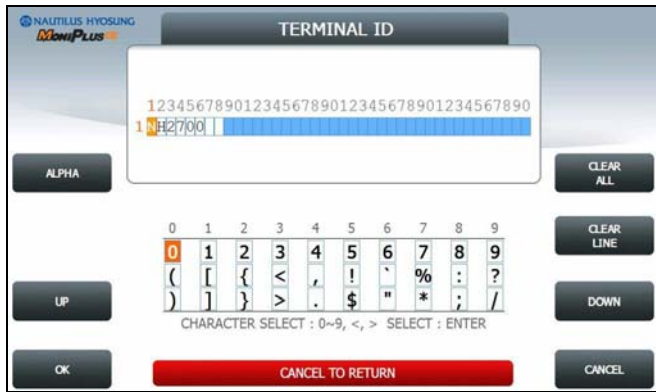 NAUTILUS HYOSUNG
MoniPlus
TERMINAL ID
1234567890123456789012345678901234567890
1 NH2700
ALPHA
CLEAR ALL
0 1 2 3 4 5 6 7 8 9
0 1 2 3 4 5 6 7 8 9
( [ { < , ! ` % : ?
) ] } > . $ " * ; /
CLEAR LINE
UP
DOWN
CHARACTER SELECT : 0~9, <, > SELECT : ENTER
OK
CANCEL TO RETURN
CANCEL